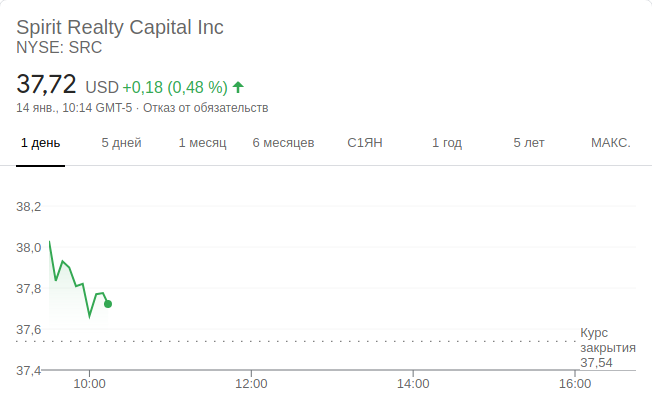 Spirit Realty Capital Inc
NYSE: SRC
37,72 USD +0,18 (0,48 %)
14 янв., 10:14 GMT-5 · Отказ от обязательств
1 день 5 дней 1 месяц 6 месяцев С1ЯН 1 год 5 лет МАКС.
38,2
38,0
37,8
37,6
Курс
закрытия
37,54
37,4
10:00 12:00 14:00 16:00